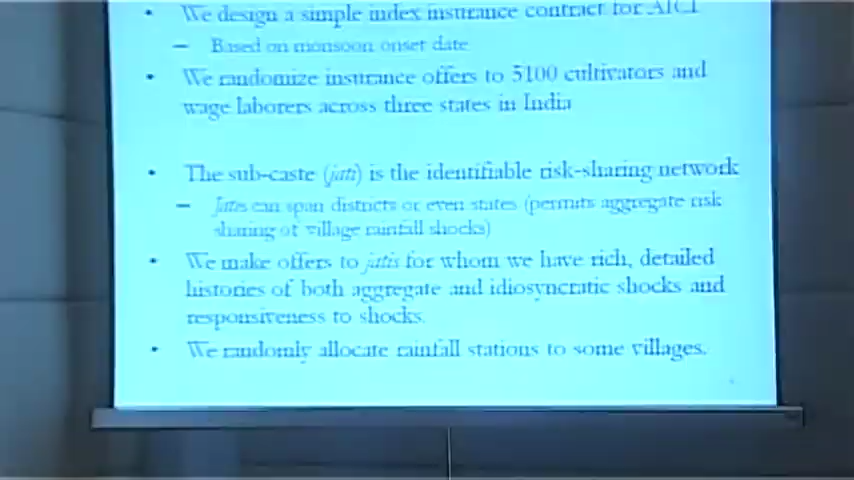 • We design a simple index insurance contract for AICI
– Based on monsoon onset date
• We randomize insurance offers to 5100 cultivators and
wage laborers across three states in India
• The sub-caste (jati) is the identifiable risk-sharing network
– Jatis can span districts or even states (permits aggregate risk
sharing of village rainfall shocks)
• We make offers to jatis for whom we have rich, detailed
histories of both aggregate and idiosyncratic shocks and
responsiveness to shocks.
• We randomly allocate rainfall stations to some villages.